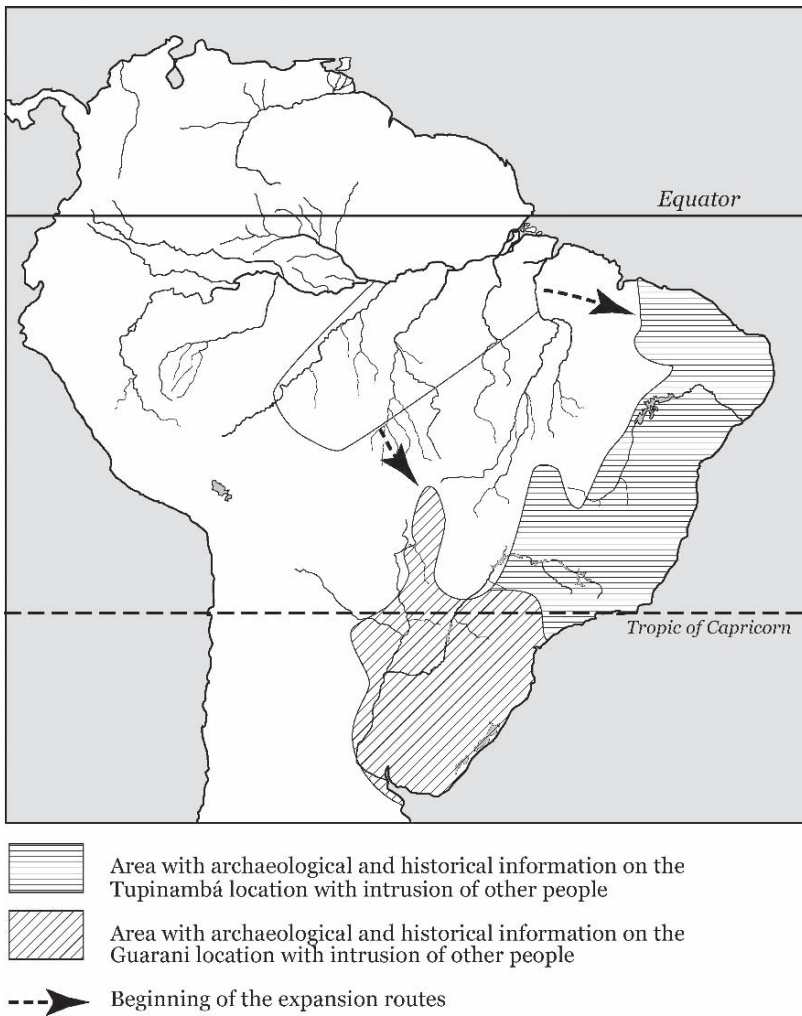 Equator
Tropic of Capricorn
Area with archaeological and historical information on the
Tupinambá location with intrusion of other people
Area with archaeological and historical information on the
Guarani location with intrusion of other people
Beginning of the expansion routes